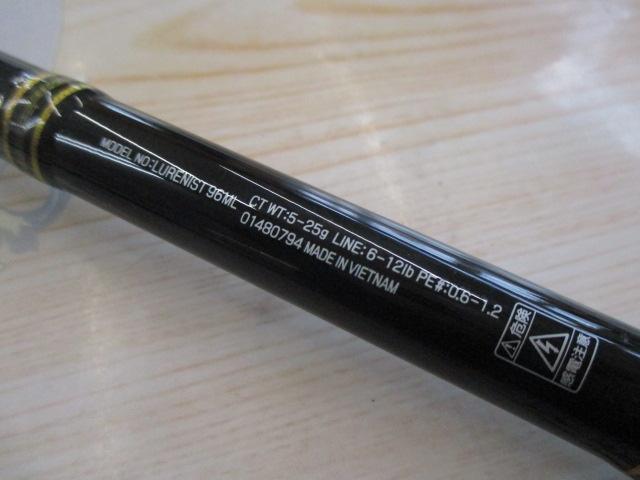 MODEL NO:LURENIST 96ML CT WT:5-25g LINE:6-12lb PE#:0.6-1.2
01480794 MADE IN VIETNAM
危険
感電注意